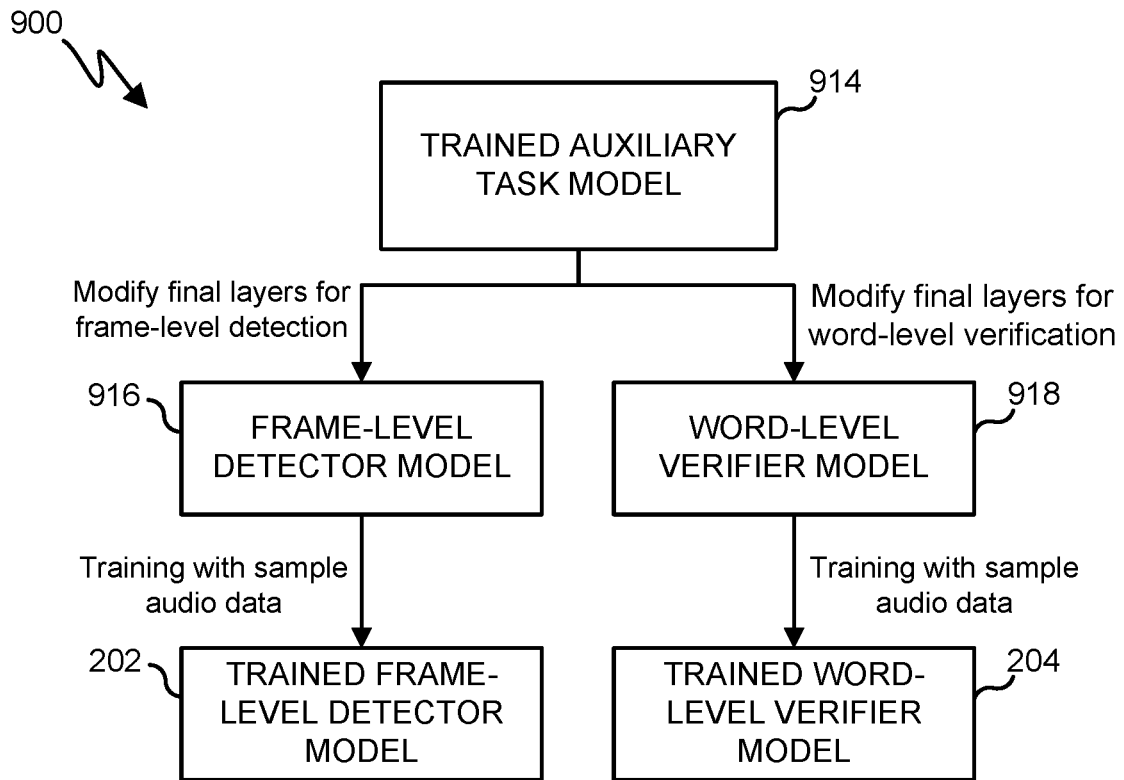 900
914
TRAINED AUXILIARY
TASK MODEL
Modify final layers for
frame-level detection
Modify final layers for
word-level verification
916
FRAME-LEVEL
DETECTOR MODEL
918
WORD-LEVEL
VERIFIER MODEL
Training with sample
audio data
Training with sample
audio data
202
TRAINED FRAME-
LEVEL DETECTOR
MODEL
204
TRAINED WORD-
LEVEL VERIFIER
MODEL